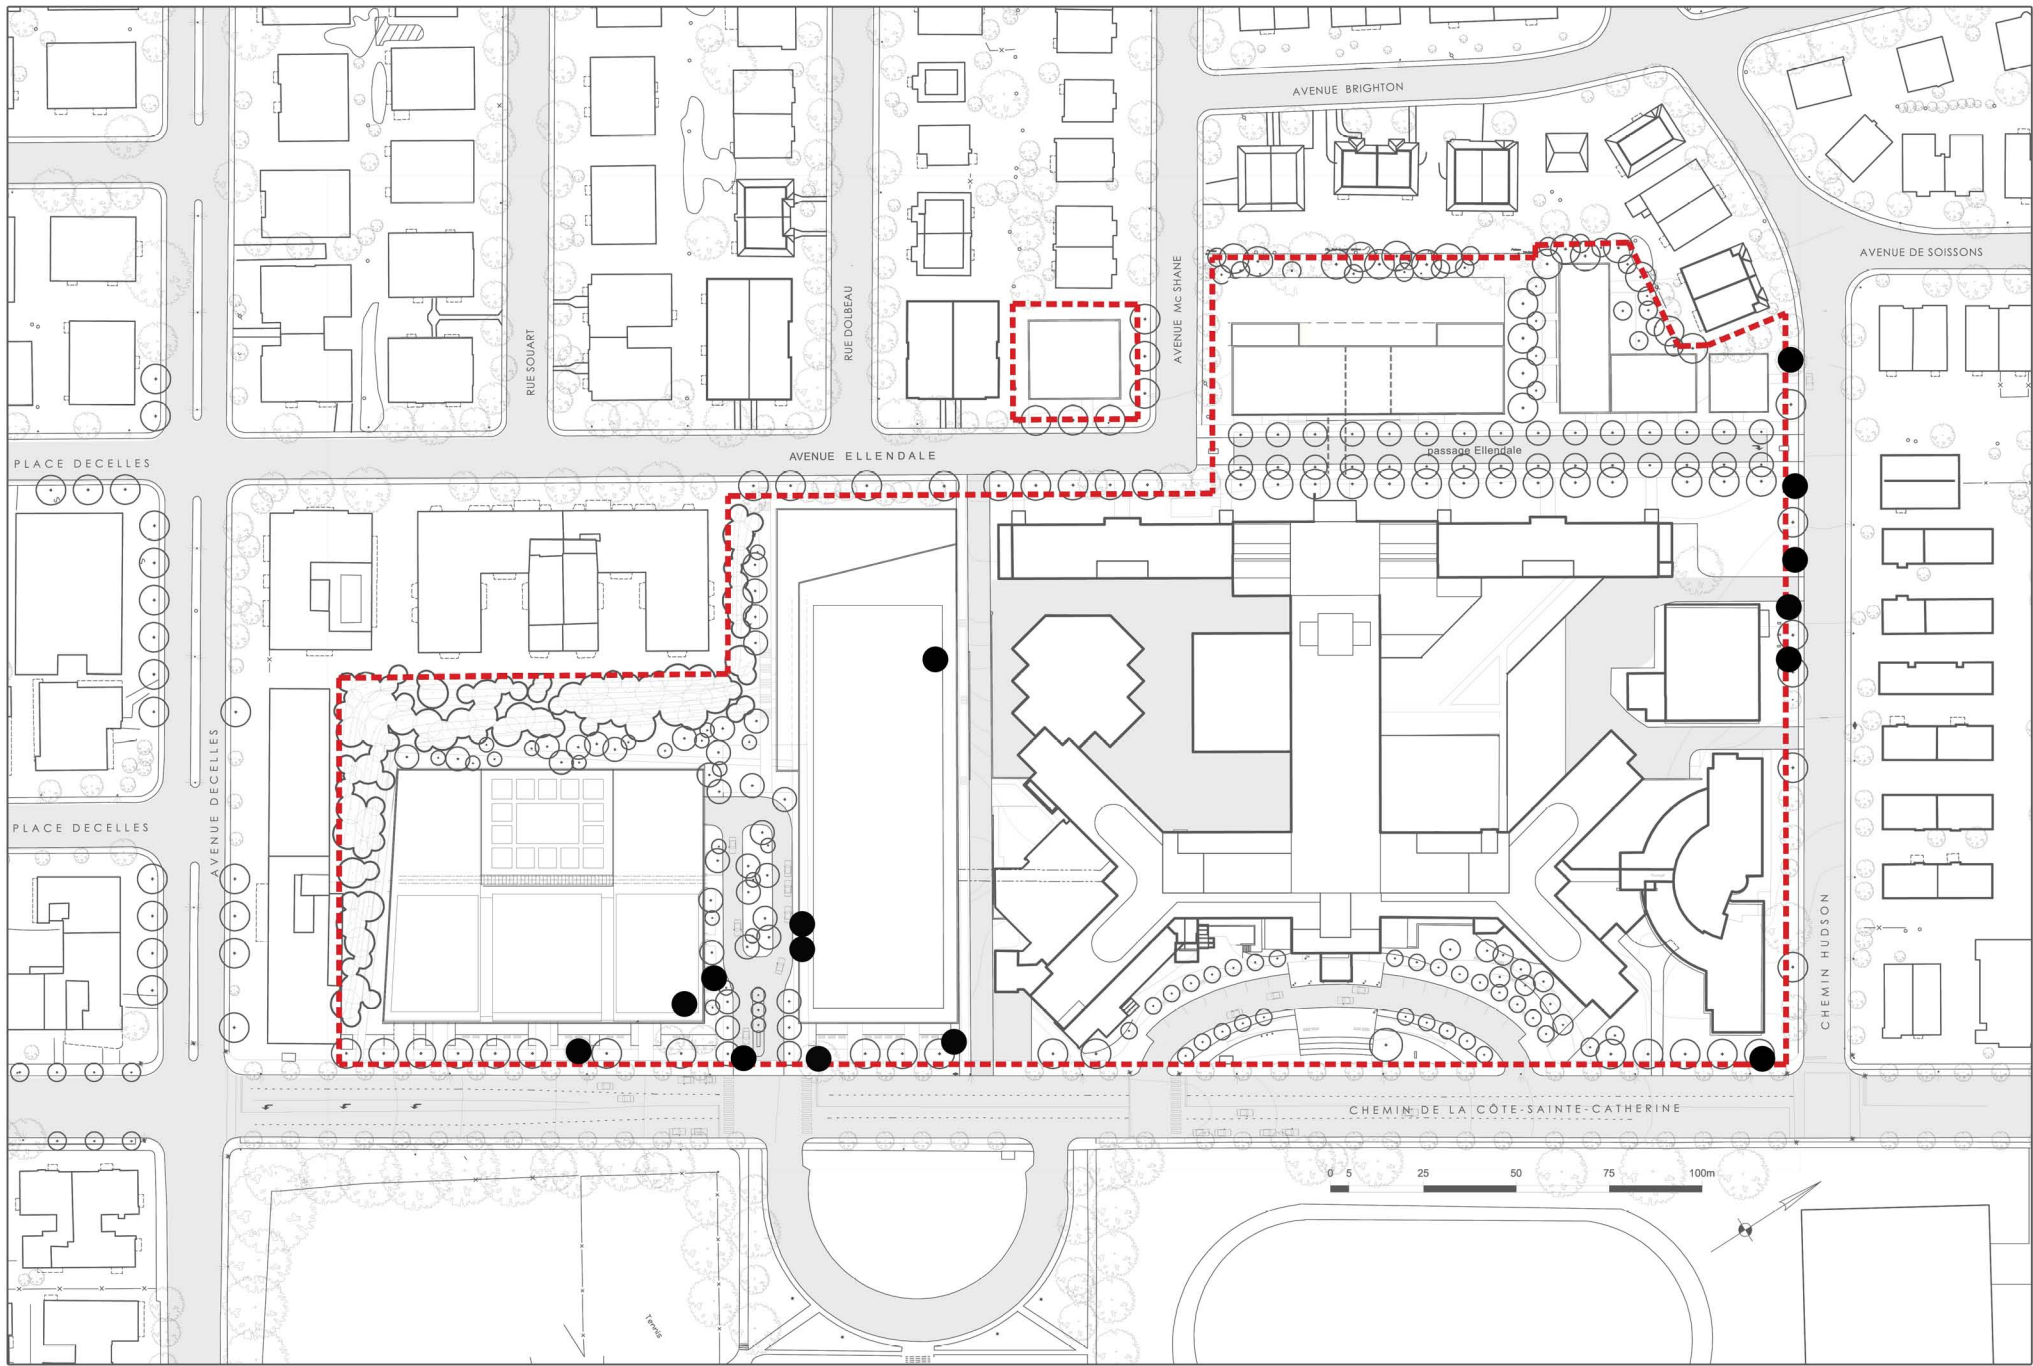 AVENUE BRIGHTON
AVENUE DE SOISSONS
AVENUE Mc SHANE
RUE DOLBEAU
RUE SOUART
passage Ellendale
AVENUE ELLENDALE
PLACE DECELLES
AVENUE DECELLES
PLACE DECELLES
CHEMIN HUDSON
CHEMIN DE LA CÔTE-SAINTE-CATHERINE
0 5 25 50 75 100m
Tennis